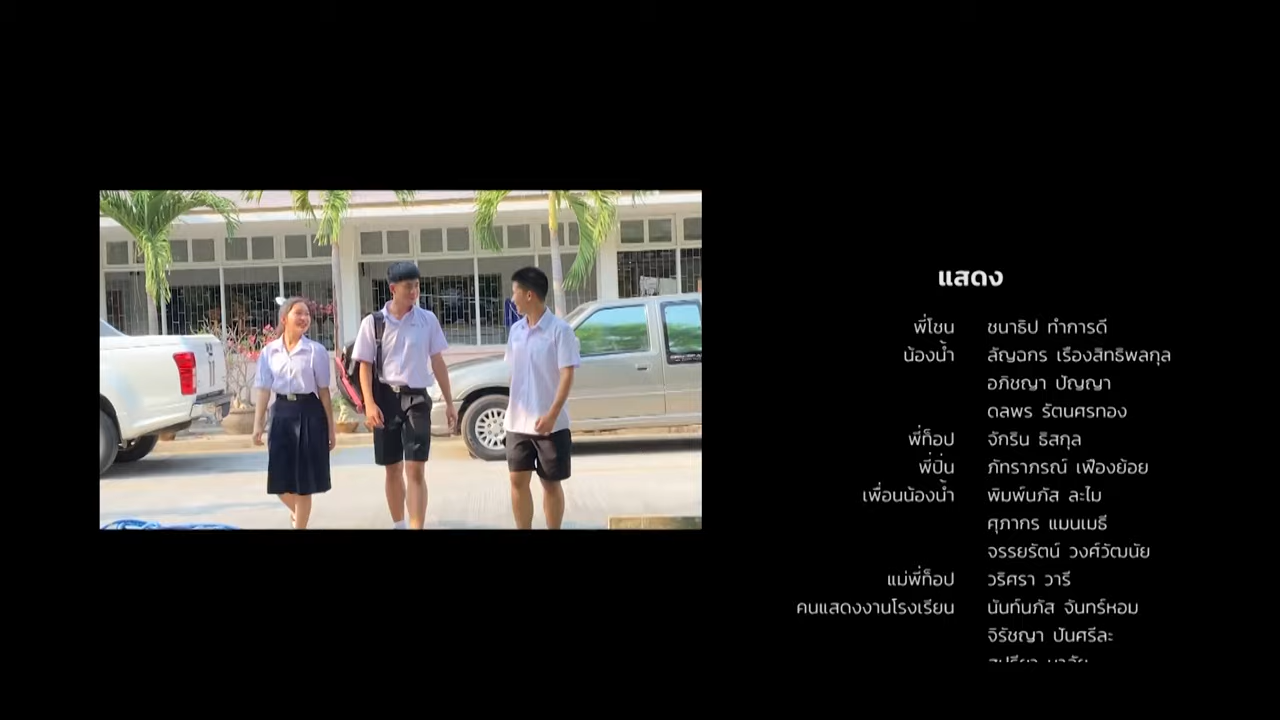 แสดง
พี่โชน ชนาธิป ทำการดี
น้องน้ำ ลัญฉกร เรืองสิทธิพลกุล
อภิชญา ปัญญา
ดลพร รัตนศรทอง
พี่ท็อป จักริน ธิสกุล
พี่ปิ่น ภัทราภรณ์ เฟืองย้อย
เพื่อนน้องน้ำ พิมพ์นภัส ละไม
ศุภากร แมนเมธี
จรรยรัตน์ วงศ์วัฒนัย
แม่พี่ท็อป วริศรา วารี
คนแสดงงานโรงเรียน นันท์นภัส จันทร์หอม
จิรัชญา ปันศรีละ